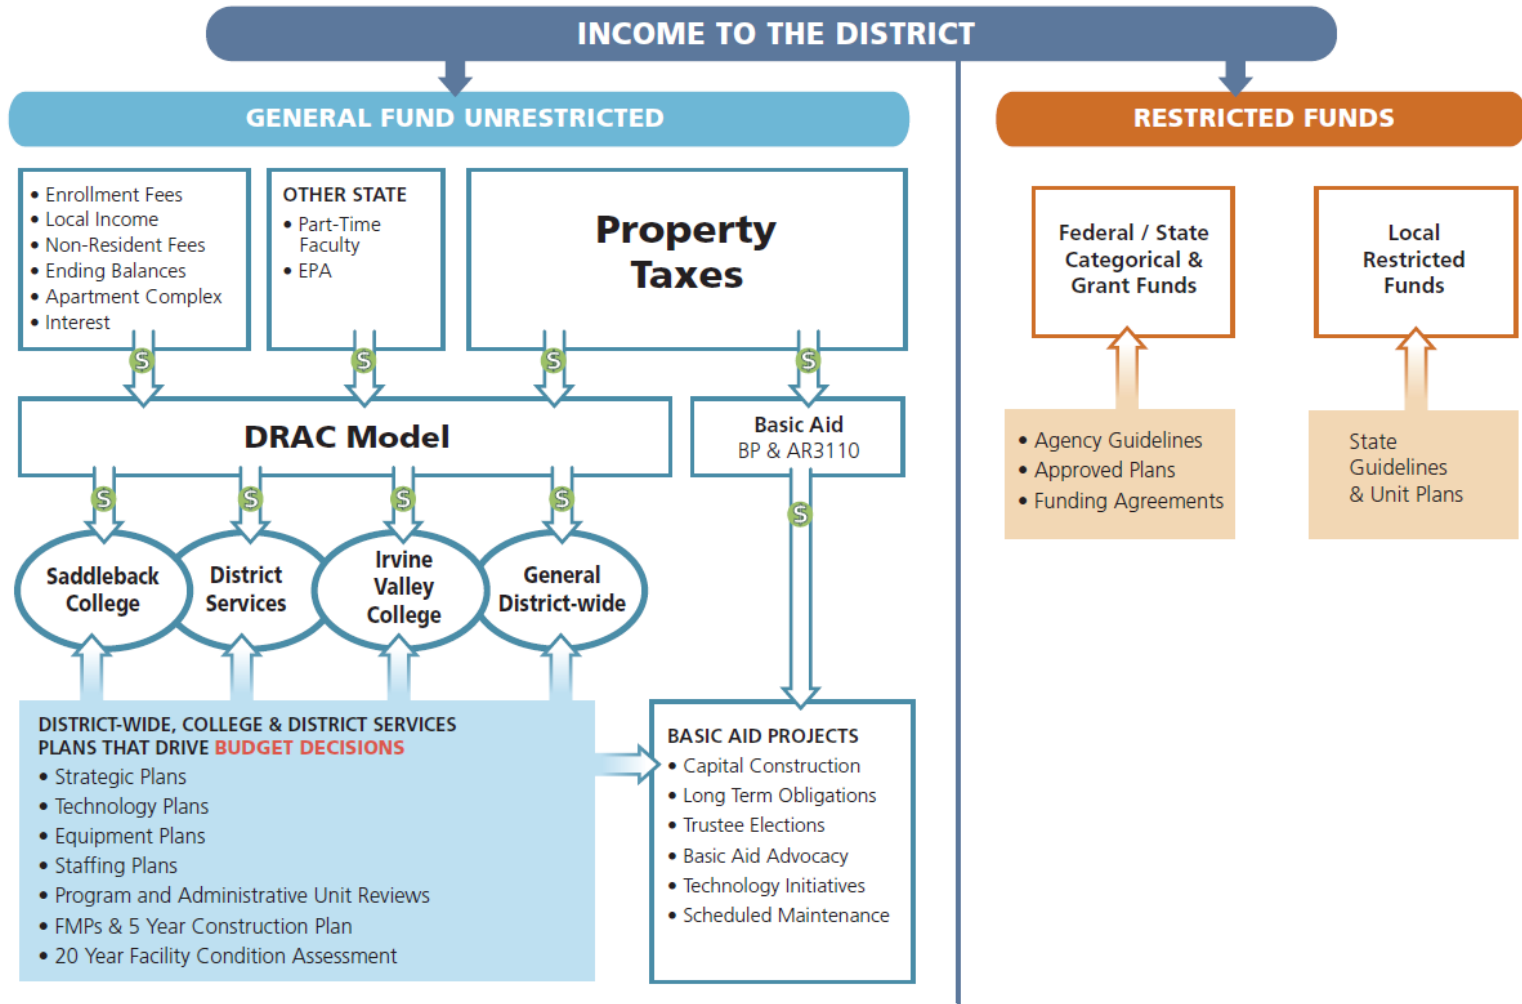 INCOME TO THE DISTRICT
GENERAL FUND UNRESTRICTED
• Enrollment Fees
• Local Income
• Non-Resident Fees
• Ending Balances
• Apartment Complex
• Interest
OTHER STATE
• Part-Time
Faculty
• EPA
Property
Taxes
S
S
S
S
DRAC Model
Basic Aid
BP & AR3110
S
S
S
S
S
Saddleback
College
District
Services
Irvine
Valley
College
General
District-wide
DISTRICT-WIDE, COLLEGE & DISTRICT SERVICES
PLANS THAT DRIVE BUDGET DECISIONS
• Strategic Plans
• Technology Plans
• Equipment Plans
• Staffing Plans
• Program and Administrative Unit Reviews
• FMPs & 5 Year Construction Plan
• 20 Year Facility Condition Assessment
BASIC AID PROJECTS
• Capital Construction
• Long Term Obligations
• Trustee Elections
• Basic Aid Advocacy
• Technology Initiatives
• Scheduled Maintenance
RESTRICTED FUNDS
Federal / State
Categorical &
Grant Funds
Local
Restricted
Funds
• Agency Guidelines
• Approved Plans
• Funding Agreements
State
Guidelines
& Unit Plans